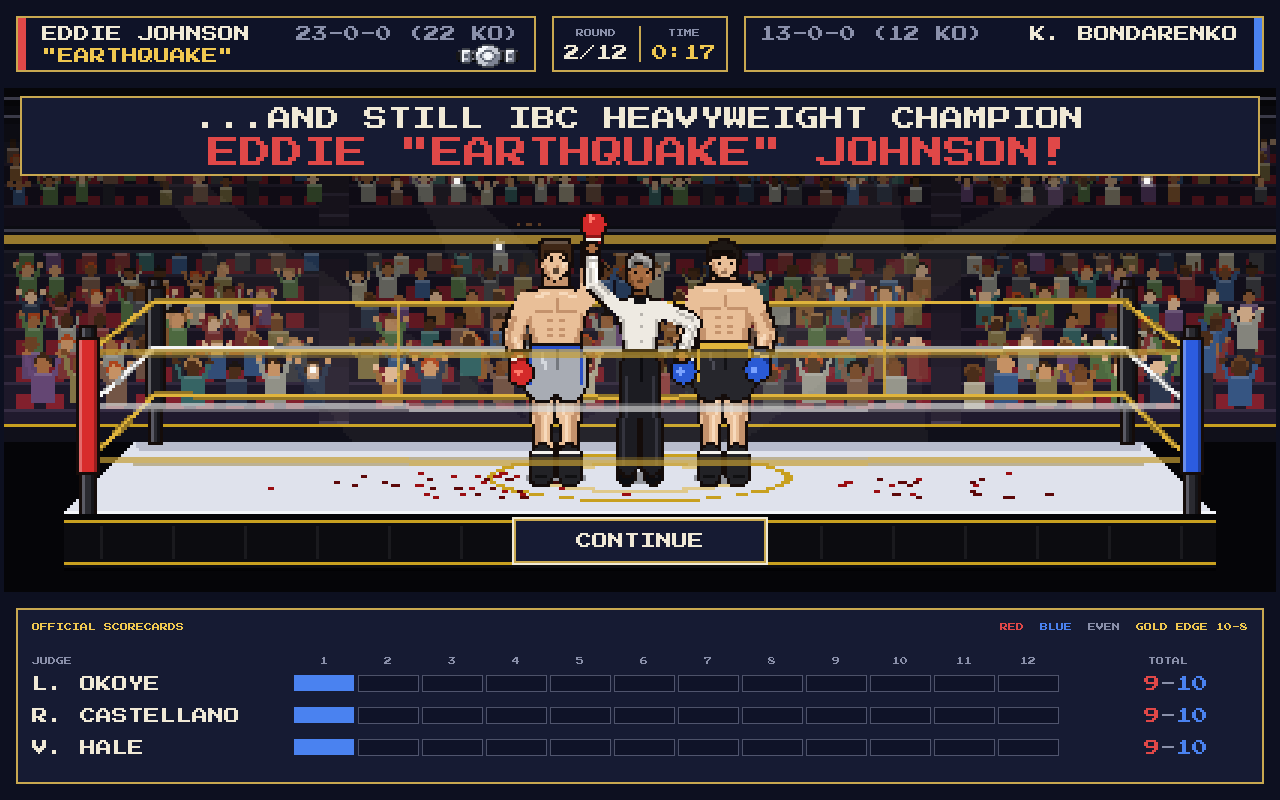 EDDIE JOHNSON 23-0-0 (22 KO)
"EARTHQUAKE"
ROUND TIME
2/12 0:17
13-0-0 (12 KO) K. BONDARENKO
...AND STILL IBC HEAVYWEIGHT CHAMPION
EDDIE "EARTHQUAKE" JOHNSON!
CONTINUE
OFFICIAL SCORECARDS RED BLUE EVEN GOLD EDGE 10-8
JUDGE 1 2 3 4 5 6 7 8 9 10 11 12 TOTAL
L. OKOYE 9-10
R. CASTELLANO 9-10
V. HALE 9-10